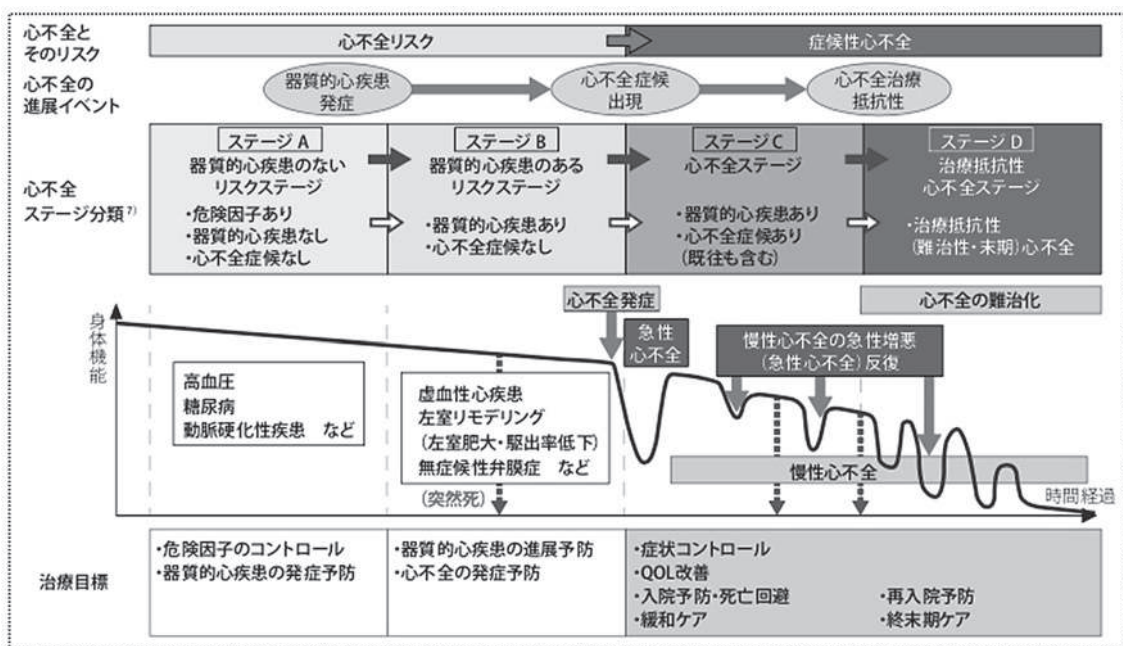 心不全と
そのリスク
心不全リスク
症候性心不全
心不全の
進展イベント
器質的心疾患
発症
心不全症候
出現
心不全治療
抵抗性
心不全
ステージ分類7)
ステージ A
器質的心疾患のない
リスクステージ
・危険因子あり
・器質的心疾患なし
・心不全症候なし
ステージ B
器質的心疾患のある
リスクステージ
・器質的心疾患あり
・心不全症候なし
ステージ C
心不全ステージ
・器質的心疾患あり
・心不全症候あり
(既往も含む)
ステージ D
治療抵抗性
心不全ステージ
・治療抵抗性
(難治性・末期)心不全
心不全発症
心不全の難治化
身体機能
急性
心不全
慢性心不全の急性増悪
(急性心不全)反復
高血圧
糖尿病
動脈硬化性疾患 など
虚血性心疾患
左室リモデリング
(左室肥大・駆出率低下)
無症候性弁膜症 など
慢性心不全
(突然死)
時間経過
治療目標
・危険因子のコントロール
・器質的心疾患の発症予防
・器質的心疾患の進展予防
・心不全の発症予防
・症状コントロール
・QOL改善
・入院予防・死亡回避
・緩和ケア
・再入院予防
・終末期ケア